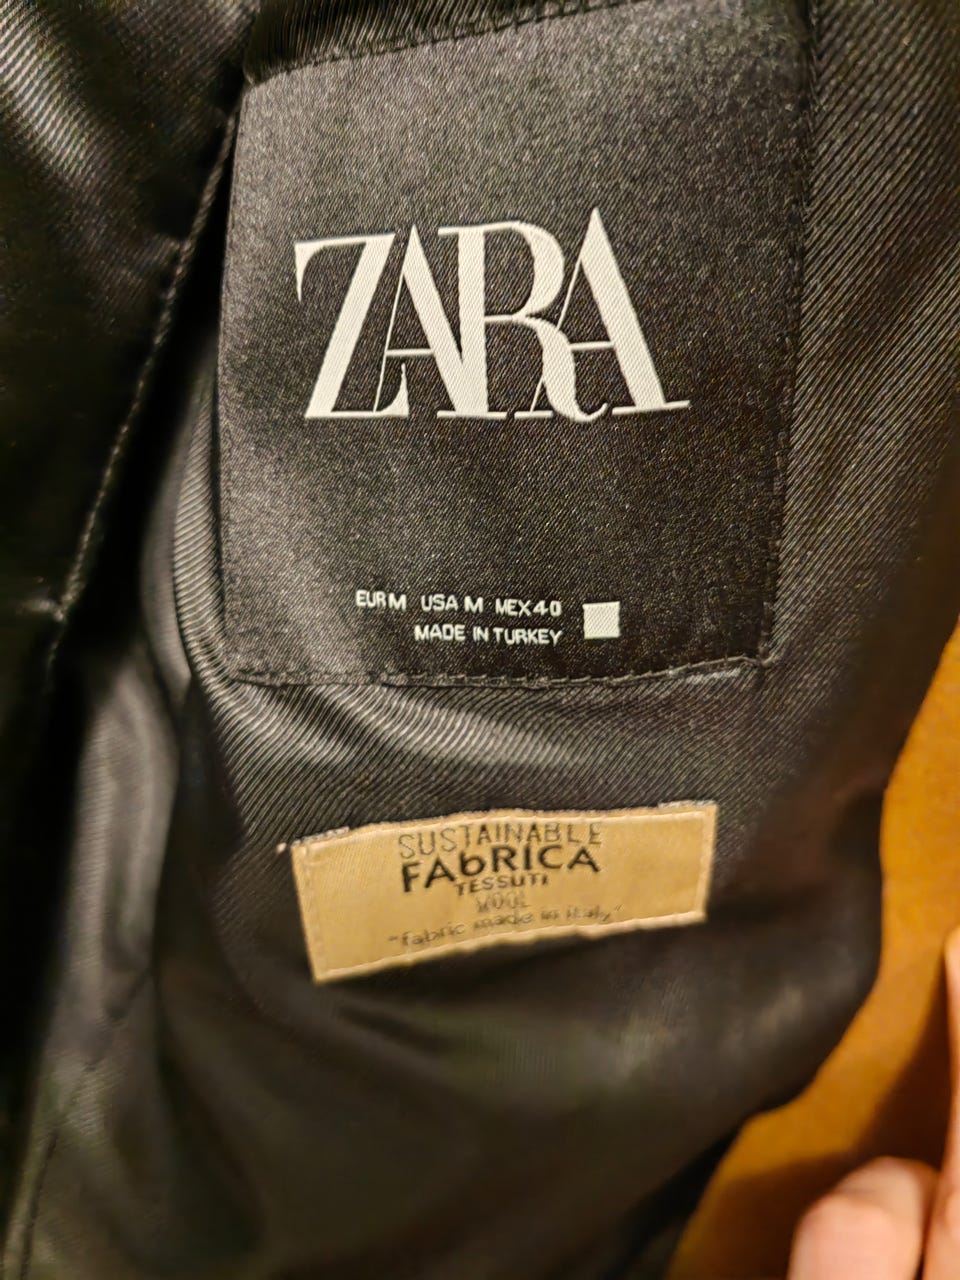 ZARA
EUR M USA M MEX 40
MADE IN TURKEY
SUSTAINABLE
FAbRICA
TESSUTI
WOOL
"fabric made in italy"